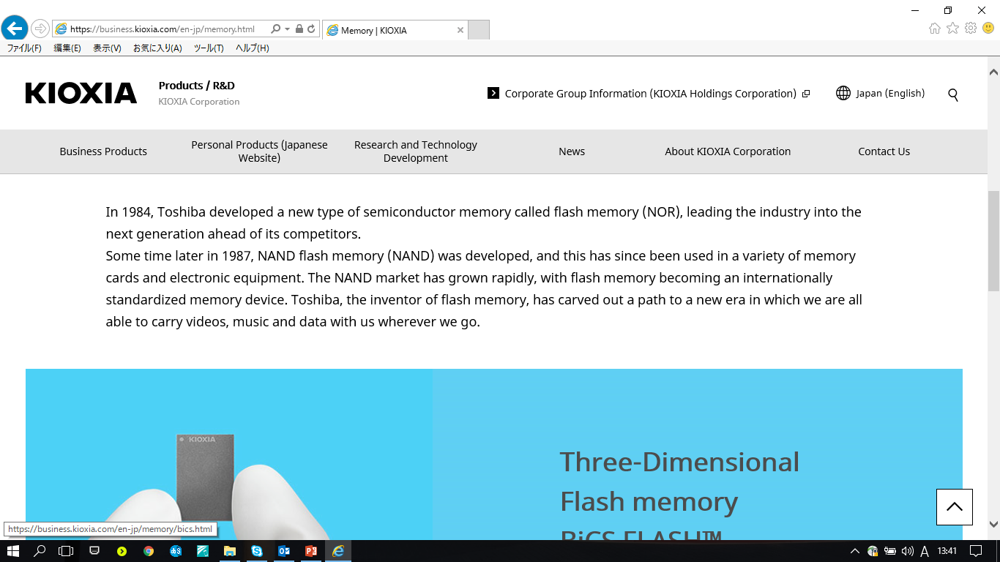 https://business.kioxia.com/en-jp/memory.html
Memory | KIOXIA
ファイル(F) 編集(E) 表示(V) お気に入り(A) ツール(T) ヘルプ(H)
KIOXIA
Products / R&D
KIOXIA Corporation
Corporate Group Information (KIOXIA Holdings Corporation)
Japan (English)
Business Products
Personal Products (Japanese
Website)
Research and Technology
Development
News
About KIOXIA Corporation
Contact Us
In 1984, Toshiba developed a new type of semiconductor memory called flash memory (NOR), leading the industry into the
next generation ahead of its competitors.
Some time later in 1987, NAND flash memory (NAND) was developed, and this has since been used in a variety of memory
cards and electronic equipment. The NAND market has grown rapidly, with flash memory becoming an internationally
standardized memory device. Toshiba, the inventor of flash memory, has carved out a path to a new era in which we are all
able to carry videos, music and data with us wherever we go.
KIOXIA
Three-Dimensional
Flash memory
BiCS FLASH™
https://business.kioxia.com/en-jp/memory/bics.html
A 13:41